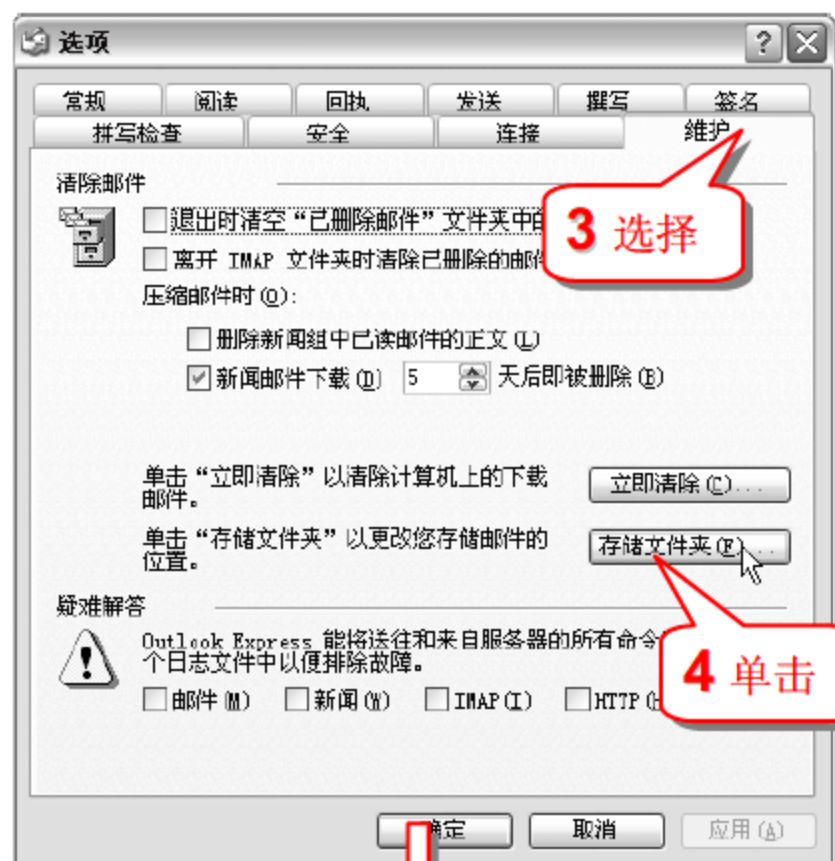 选项
常规 阅读 回执 发送 撰写 签名
拼写检查 安全 连接 维护
清除邮件
退出时清空“已删除邮件”文件夹中的
3 选择
离开 IMAP 文件夹时清除已删除的邮件
压缩邮件时(O):
删除新闻组中已读邮件的正文(L)
新闻邮件下载(D) 5 天后即被删除(B)
单击“立即清除”以清除计算机上的下载
邮件。
立即清除(C)...
单击“存储文件夹”以更改您存储邮件的
位置。
存储文件夹(F)...
疑难解答
Outlook Express 能将送往和来自服务器的所有命令
个日志文件中以便排除故障。
4 单击
邮件(M) 新闻(W) IMAP(I) HTTP(H
确定 取消 应用(A)